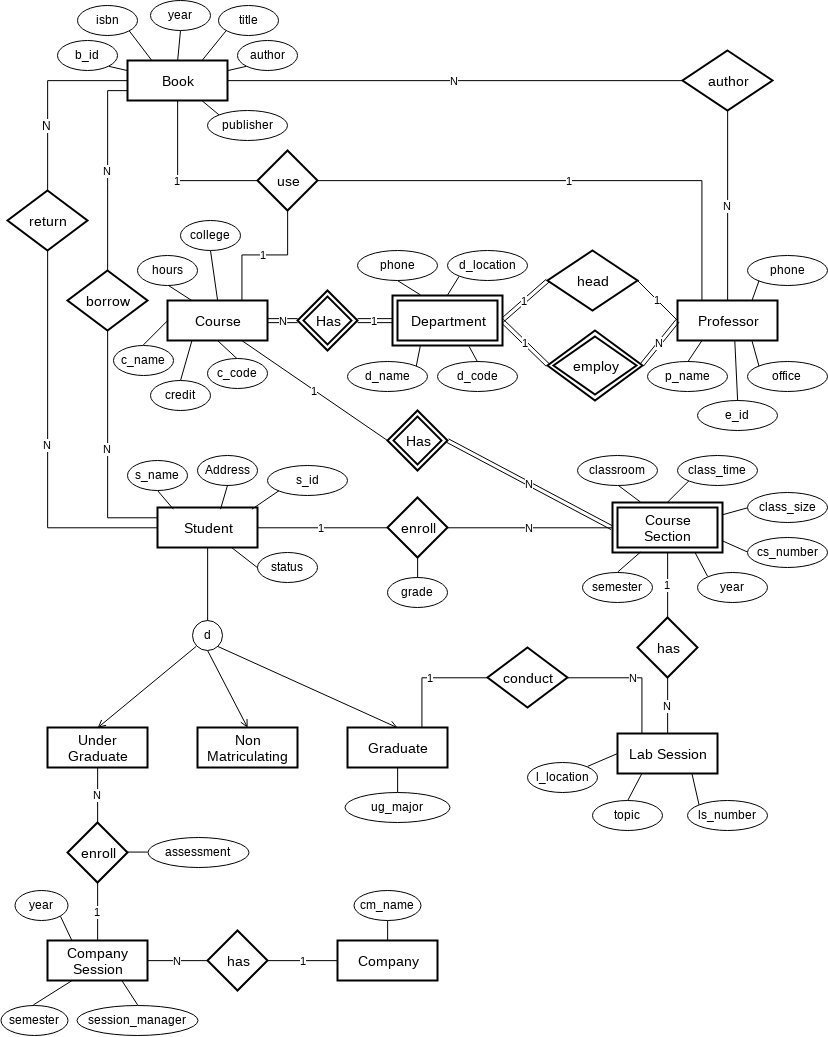 isbn
year
title
b_id
author
Book
N
author
publisher
N
N
1
use
1
N
return
college
1
hours
phone
d_location
head
phone
borrow
Course
N
Has
1
Department
1
1
Professor
1
N
employ
c_name
c_code
credit
d_name
d_code
p_name
office
e_id
1
N
N
Has
N
s_name
Address
s_id
classroom
class_time
class_size
Student
1
enroll
N
Course
Section
cs_number
status
grade
semester
year
1
d
has
1
conduct
N
N
Under
Graduate
Non
Matriculating
Graduate
Lab Session
l_location
N
ug_major
topic
ls_number
enroll
assessment
year
1
cm_name
Company
Session
N
has
1
Company
semester
session_manager